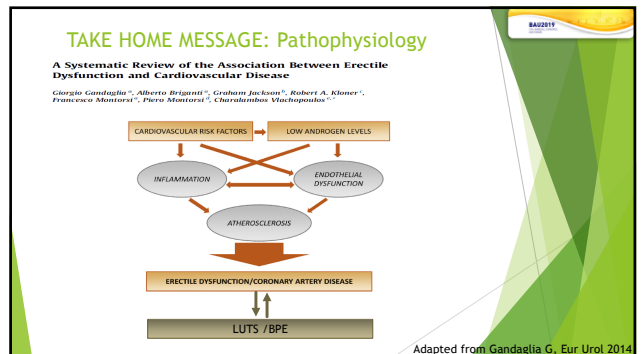 TAKE HOME MESSAGE: Pathophysiology
BAU2019
A Systematic Review of the Association Between Erectile
Dysfunction and Cardiovascular Disease
Giorgio Gandaglia a, Alberto Briganti a, Graham Jackson b, Robert A. Kloner c,
Francesco Montorsi a, Piero Montorsi d, Charalambos Vlachopoulos e,*
CARDIOVASCULAR RISK FACTORS
LOW ANDROGEN LEVELS
INFLAMMATION
ENDOTHELIAL
DYSFUNCTION
ATHEROSCLEROSIS
ERECTILE DYSFUNCTION/CORONARY ARTERY DISEASE
LUTS /BPE
Adapted from Gandaglia G, Eur Urol 2014